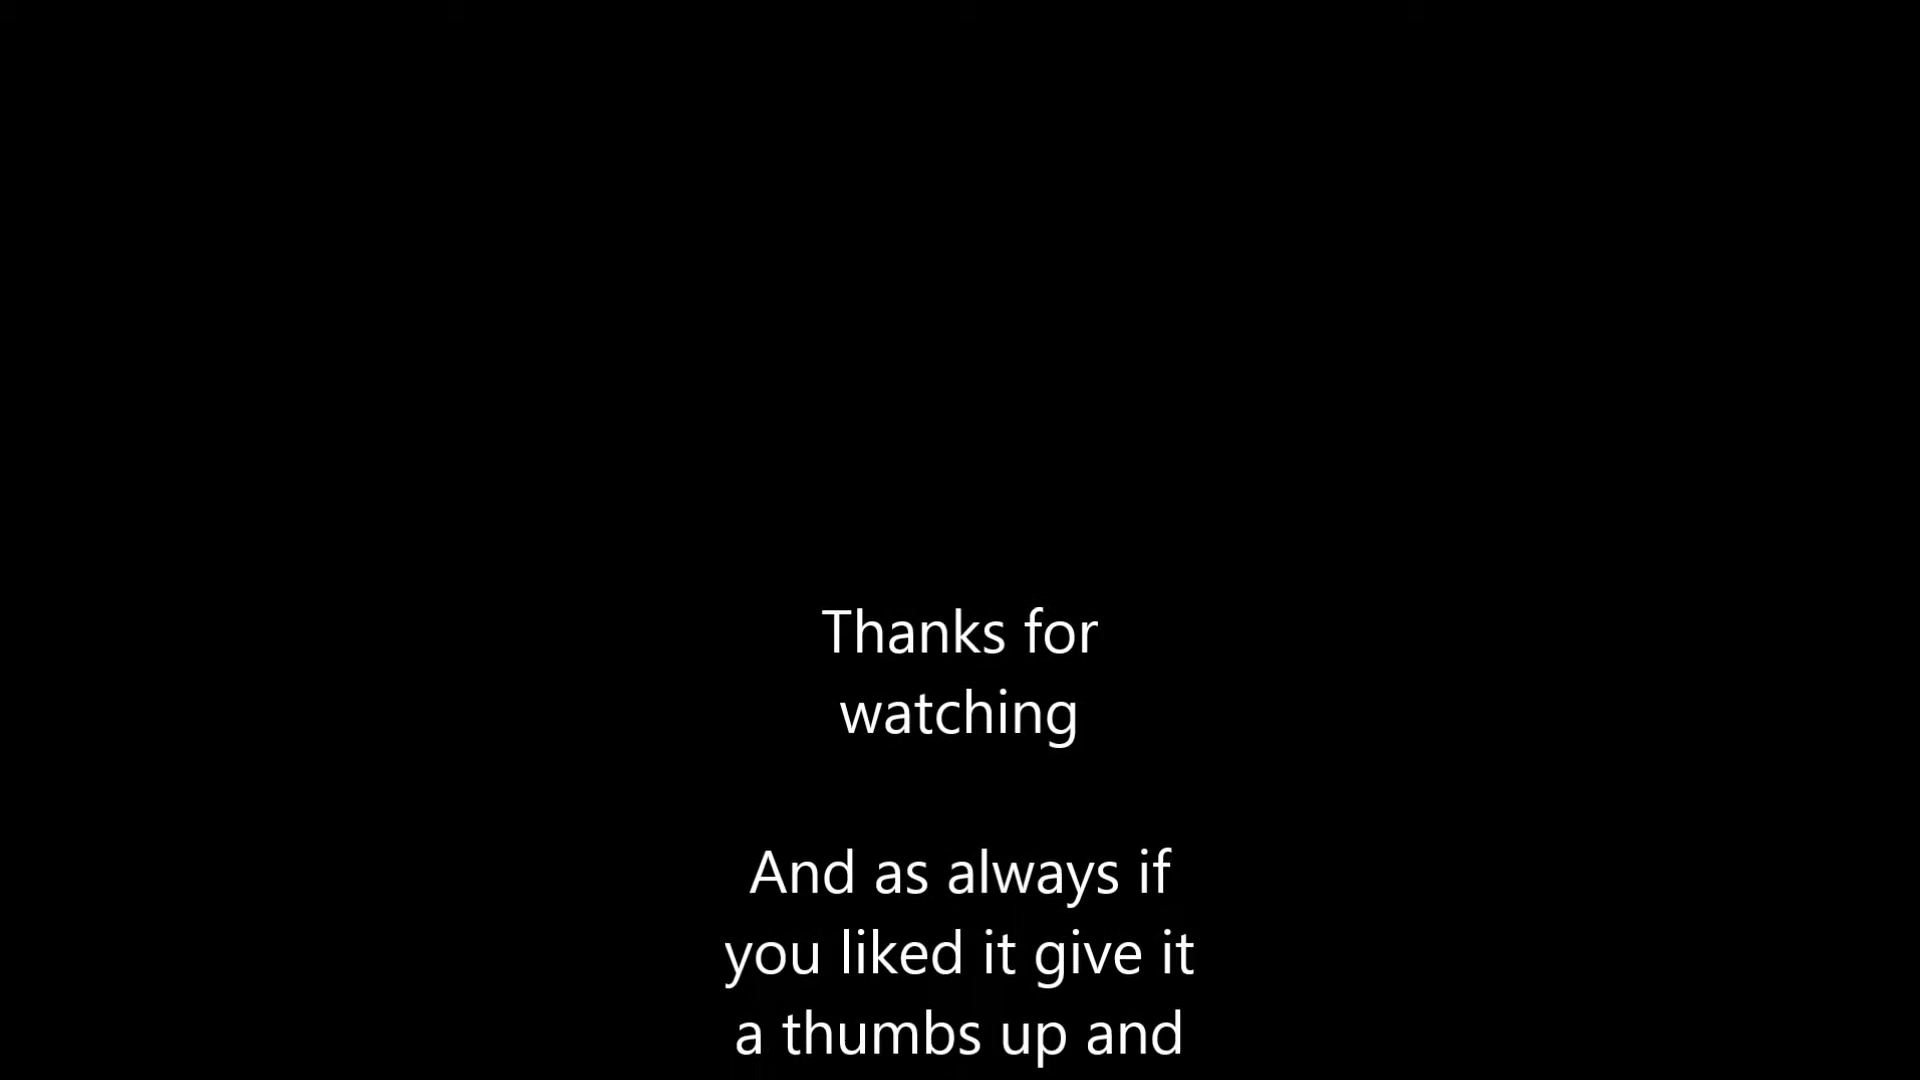 Thanks for
watching
And as always if
you liked it give it
a thumbs up and